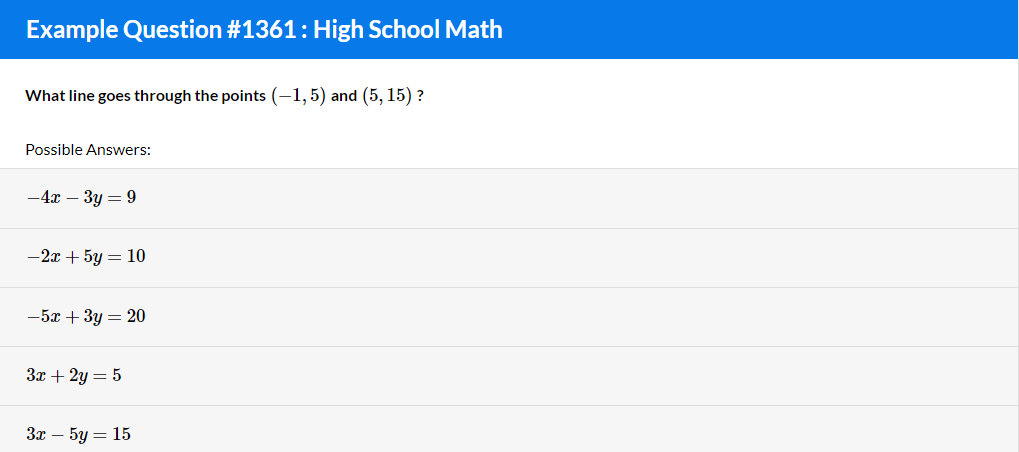 Example Question #1361 : High School Math
What line goes through the points (−1, 5) and (5, 15) ?
Possible Answers:
−4x − 3y = 9
−2x + 5y = 10
−5x + 3y = 20
3x + 2y = 5
3x − 5y = 15